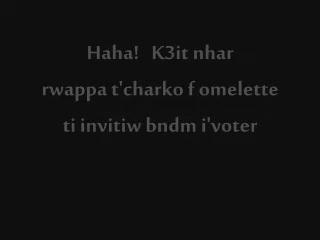 Haha! K3it nhar
rwappa t'charko f omelette
ti invitiw bndm i'voter